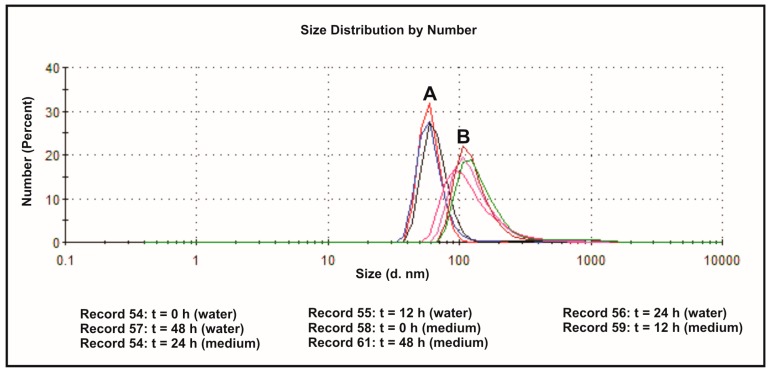 Size Distribution by Number
A
B
Number (Percent)
40
30
20
10
0
0.1 1 10 100 1000 10000
Size (d. nm)
Record 54: t = 0 h (water) Record 55: t = 12 h (water) Record 56: t = 24 h (water)
Record 57: t = 48 h (water) Record 58: t = 0 h (medium) Record 59: t = 12 h (medium)
Record 54: t = 24 h (medium) Record 61: t = 48 h (medium)